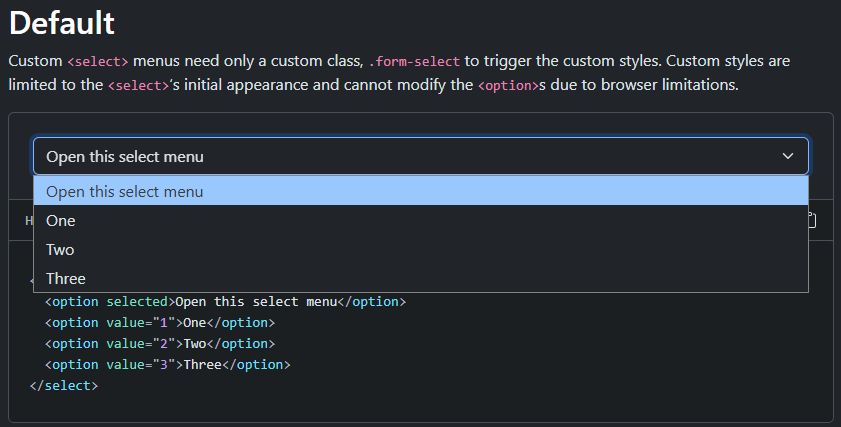 Default
Custom <select> menus need only a custom class, .form-select to trigger the custom styles. Custom styles are
limited to the <select>'s initial appearance and cannot modify the <option>s due to browser limitations.
Open this select menu
Open this select menu
One
Two
Three
<option selected>Open this select menu</option>
<option value="1">One</option>
<option value="2">Two</option>
<option value="3">Three</option>
</select>